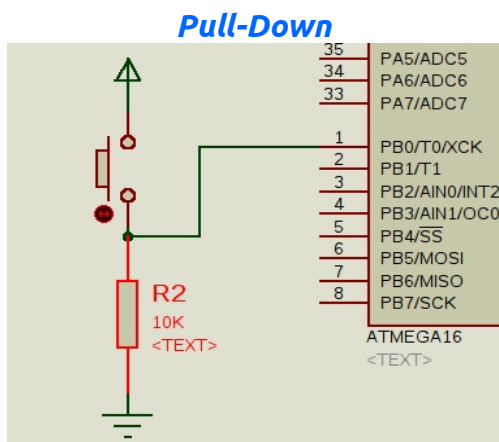 Pull-Down
35 PA5/ADC5
34 PA6/ADC6
33 PA7/ADC7
1 PB0/T0/XCK
2 PB1/T1
3 PB2/AIN0/INT2
4 PB3/AIN1/OC0
5 PB4/SS
6 PB5/MOSI
7 PB6/MISO
8 PB7/SCK
R2
10K
<TEXT>
ATMEGA16
<TEXT>